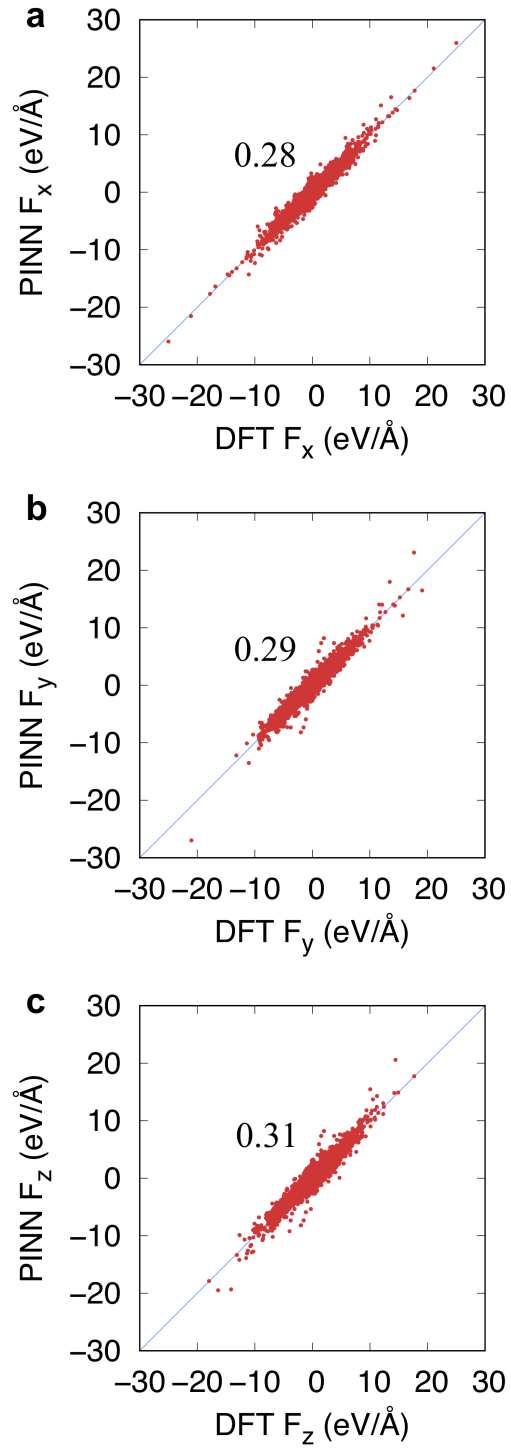 a
30
20
10
0
−10
−20
−30
PINN Fx (eV/Å)
0.28
−30 −20 −10 0 10 20 30
DFT Fx (eV/Å)
b
30
20
10
0
−10
−20
−30
PINN Fy (eV/Å)
0.29
−30 −20 −10 0 10 20 30
DFT Fy (eV/Å)
c
30
20
10
0
−10
−20
−30
PINN Fz (eV/Å)
0.31
−30 −20 −10 0 10 20 30
DFT Fz (eV/Å)